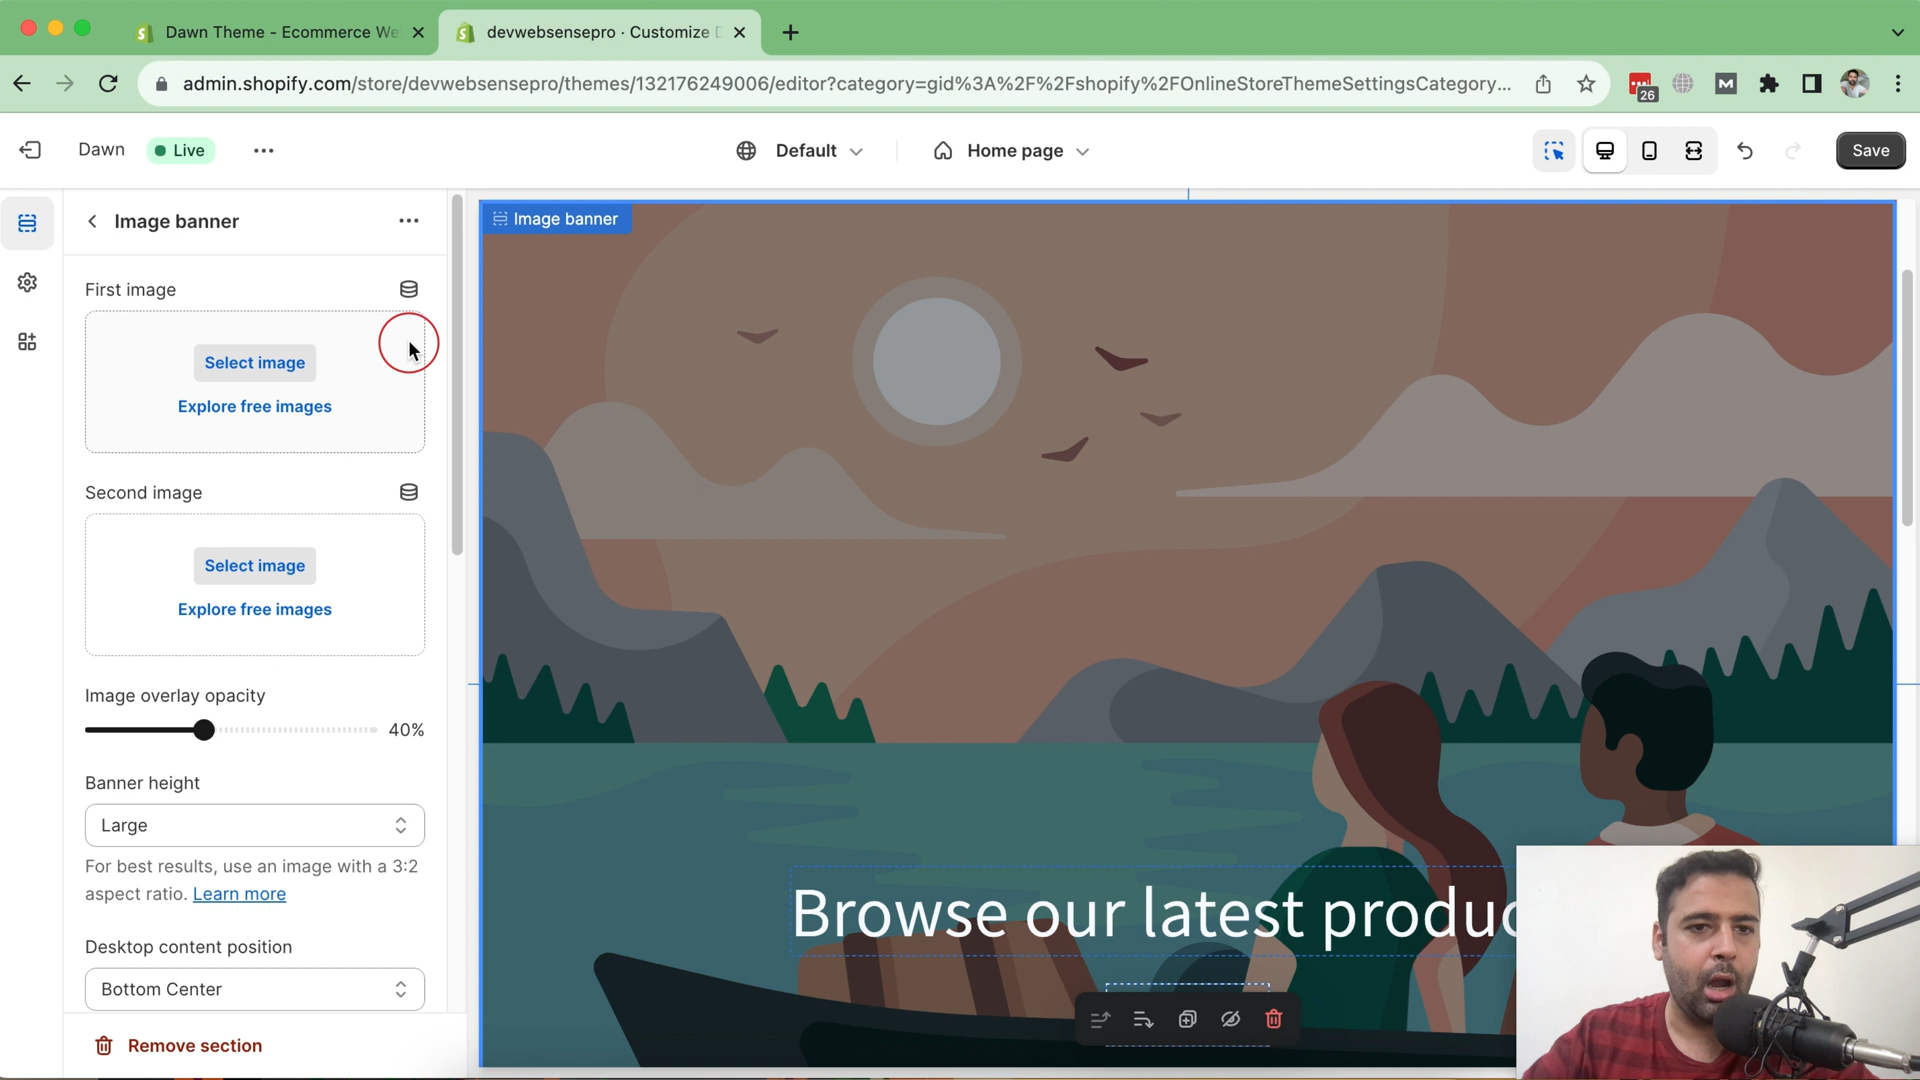 Dawn Theme - Ecommerce We
devwebsensepro · Customize D
admin.shopify.com/store/devwebsensepro/themes/132176249006/editor?category=gid%3A%2F%2Fshopify%2FOnlineStoreThemeSettingsCategory...
26
M
Dawn
Live
Default
Home page
Save
Image banner
Image banner
First image
Select image
Explore free images
Second image
Select image
Explore free images
Image overlay opacity
40%
Banner height
Large
For best results, use an image with a 3:2
aspect ratio. Learn more
Desktop content position
Bottom Center
Remove section
Browse our latest produc